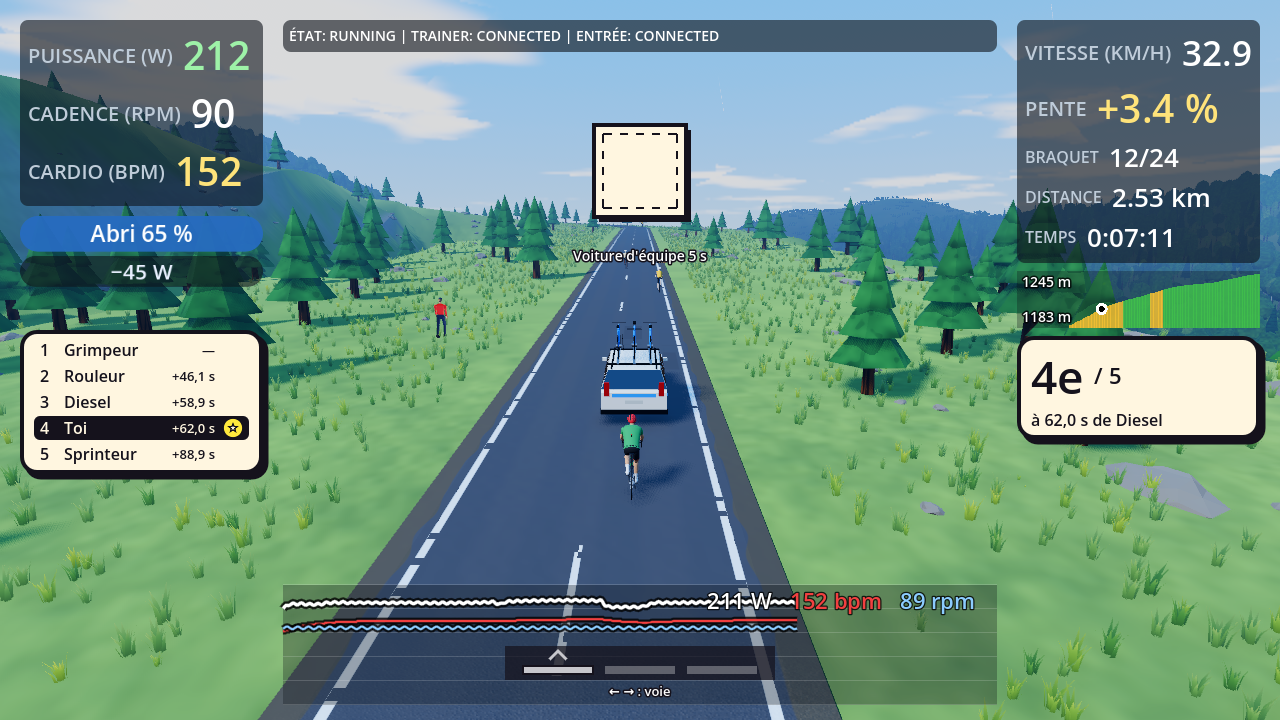 PUISSANCE (W) 212
CADENCE (RPM) 90
CARDIO (BPM) 152
Abri 65 %
−45 W
1 Grimpeur —
2 Rouleur +46,1 s
3 Diesel +58,9 s
4 Toi +62,0 s
5 Sprinteur +88,9 s
ÉTAT: RUNNING | TRAINER: CONNECTED | ENTRÉE: CONNECTED
Voiture d'équipe 5 s
211 W 152 bpm 89 rpm
← → : voie
VITESSE (KM/H) 32.9
PENTE +3.4 %
BRAQUET 12/24
DISTANCE 2.53 km
TEMPS 0:07:11
1245 m
1183 m
4e / 5
à 62,0 s de Diesel